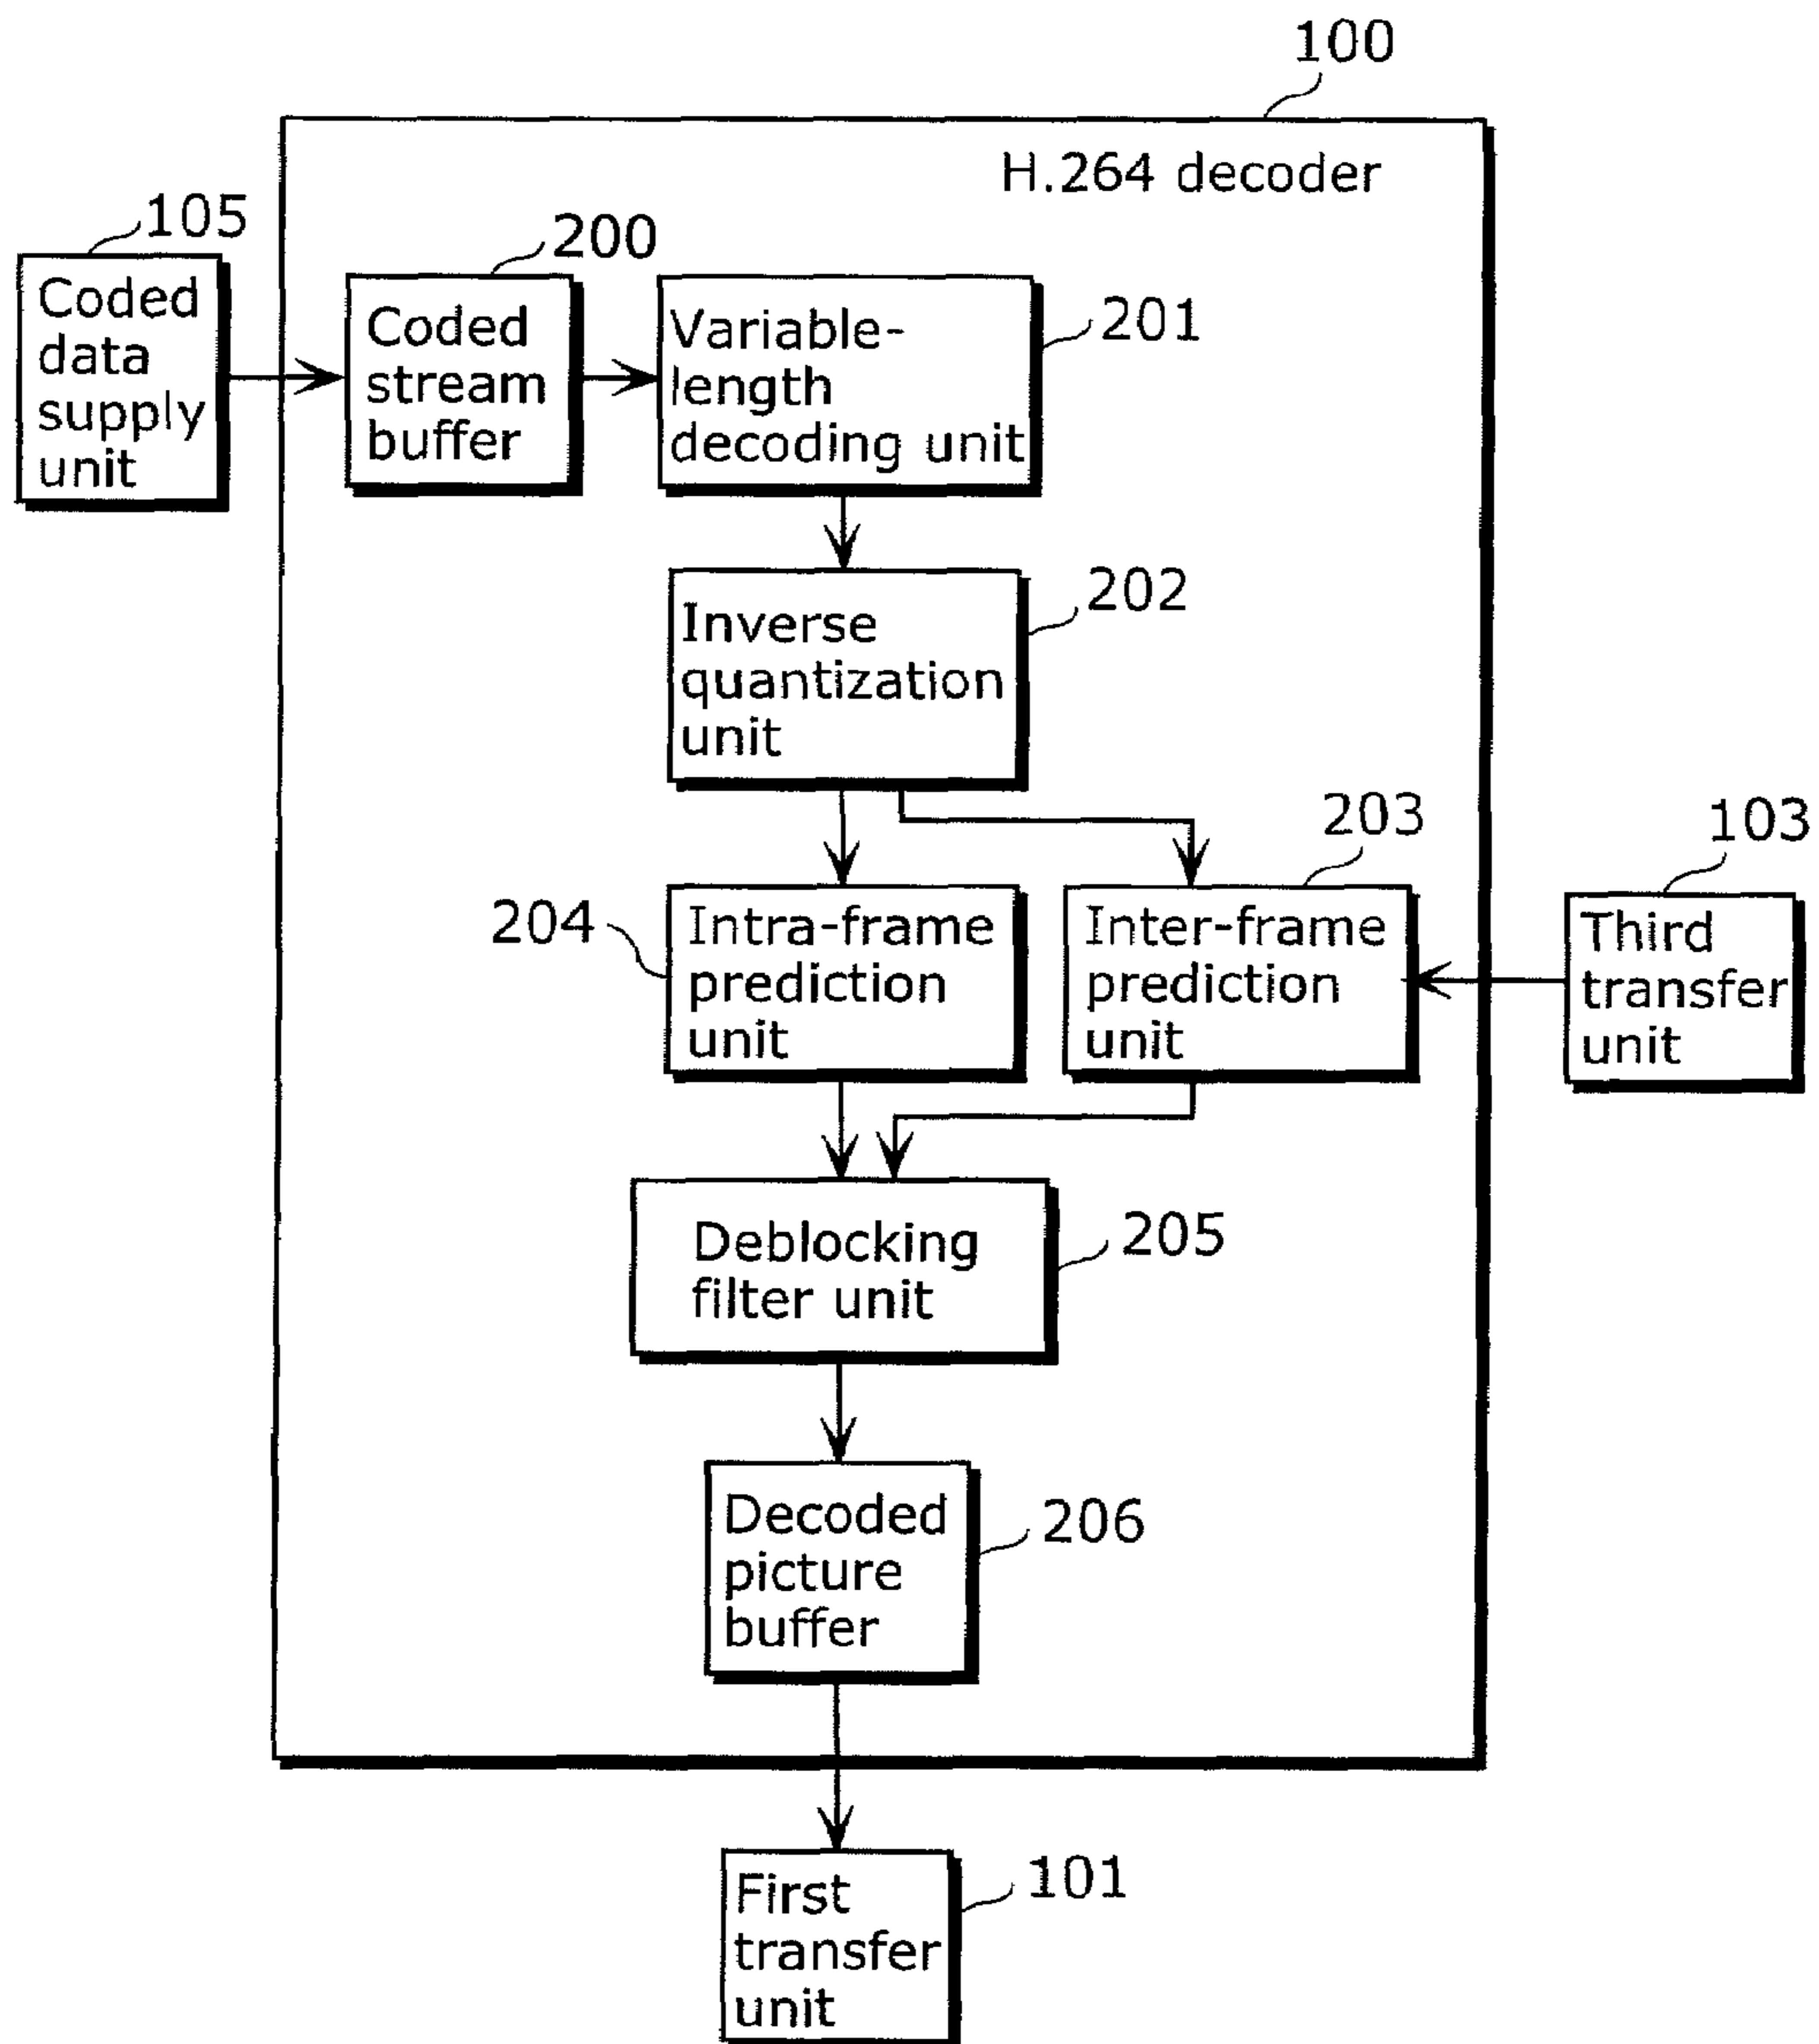 100
H.264 decoder
105
Coded
data
supply
unit
200
Coded
stream
buffer
201
Variable-
length
decoding unit
202
Inverse
quantization
unit
203
103
204
Intra-frame
prediction
unit
Inter-frame
prediction
unit
Third
transfer
unit
Deblocking
filter unit
205
Decoded
picture
buffer
206
First
transfer
unit
101